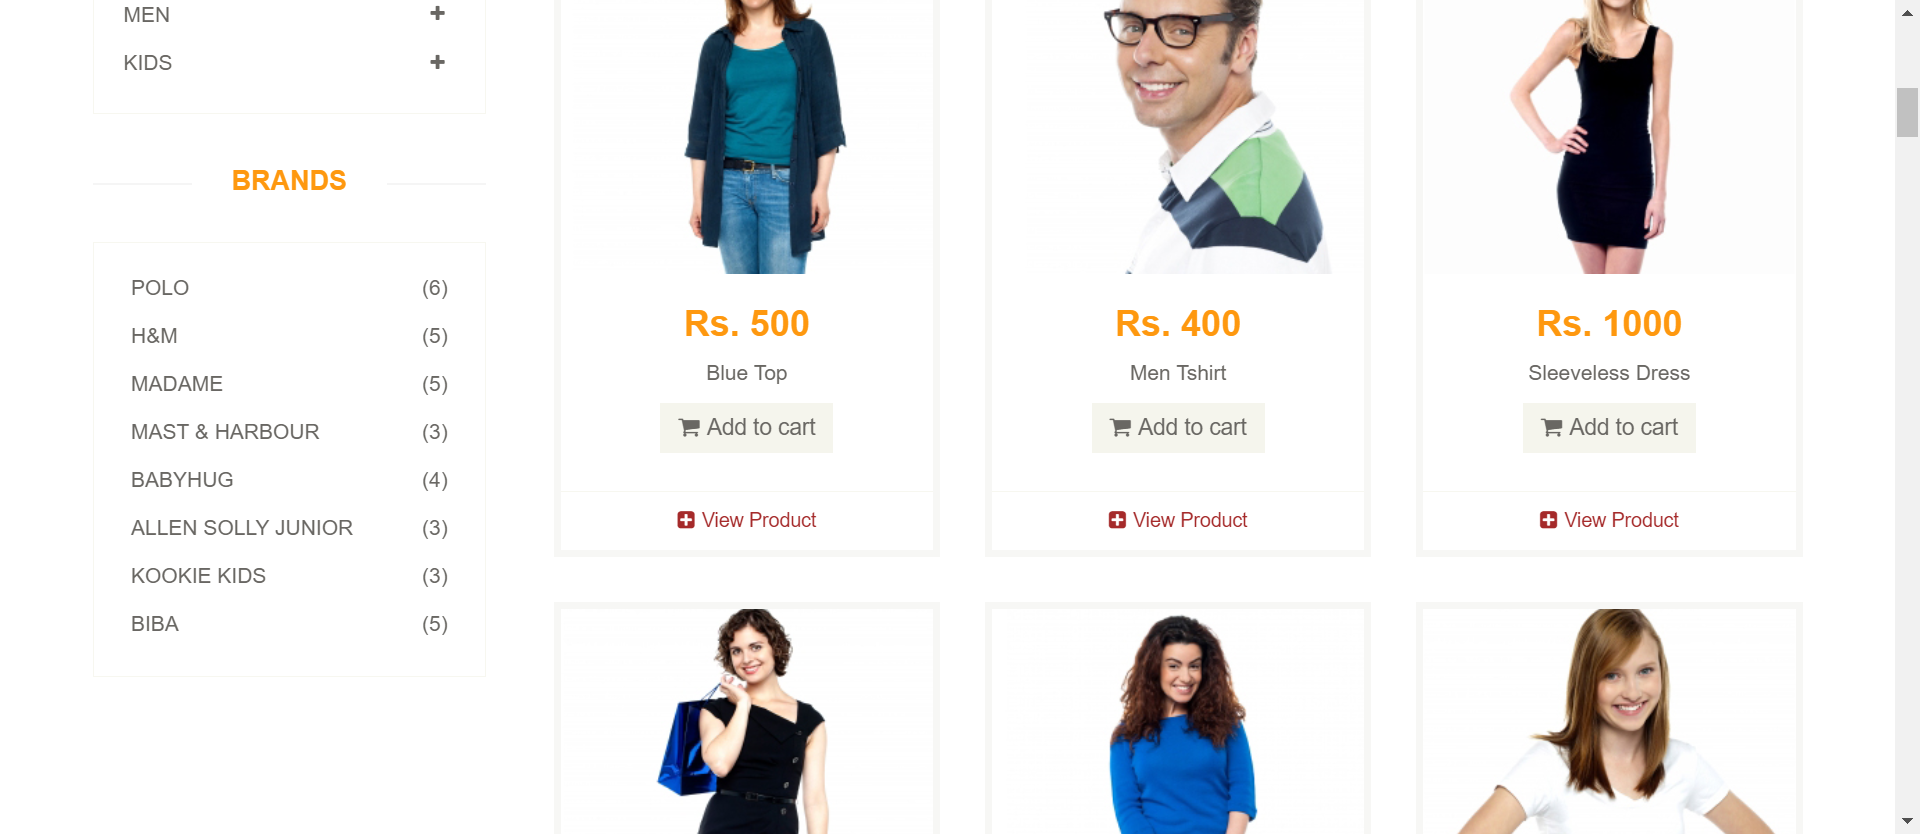 MEN
KIDS
BRANDS
POLO (6)
H&M (5)
MADAME (5)
MAST & HARBOUR (3)
BABYHUG (4)
ALLEN SOLLY JUNIOR (3)
KOOKIE KIDS (3)
BIBA (5)
Rs. 500
Blue Top
Add to cart
View Product
Rs. 400
Men Tshirt
Add to cart
View Product
Rs. 1000
Sleeveless Dress
Add to cart
View Product